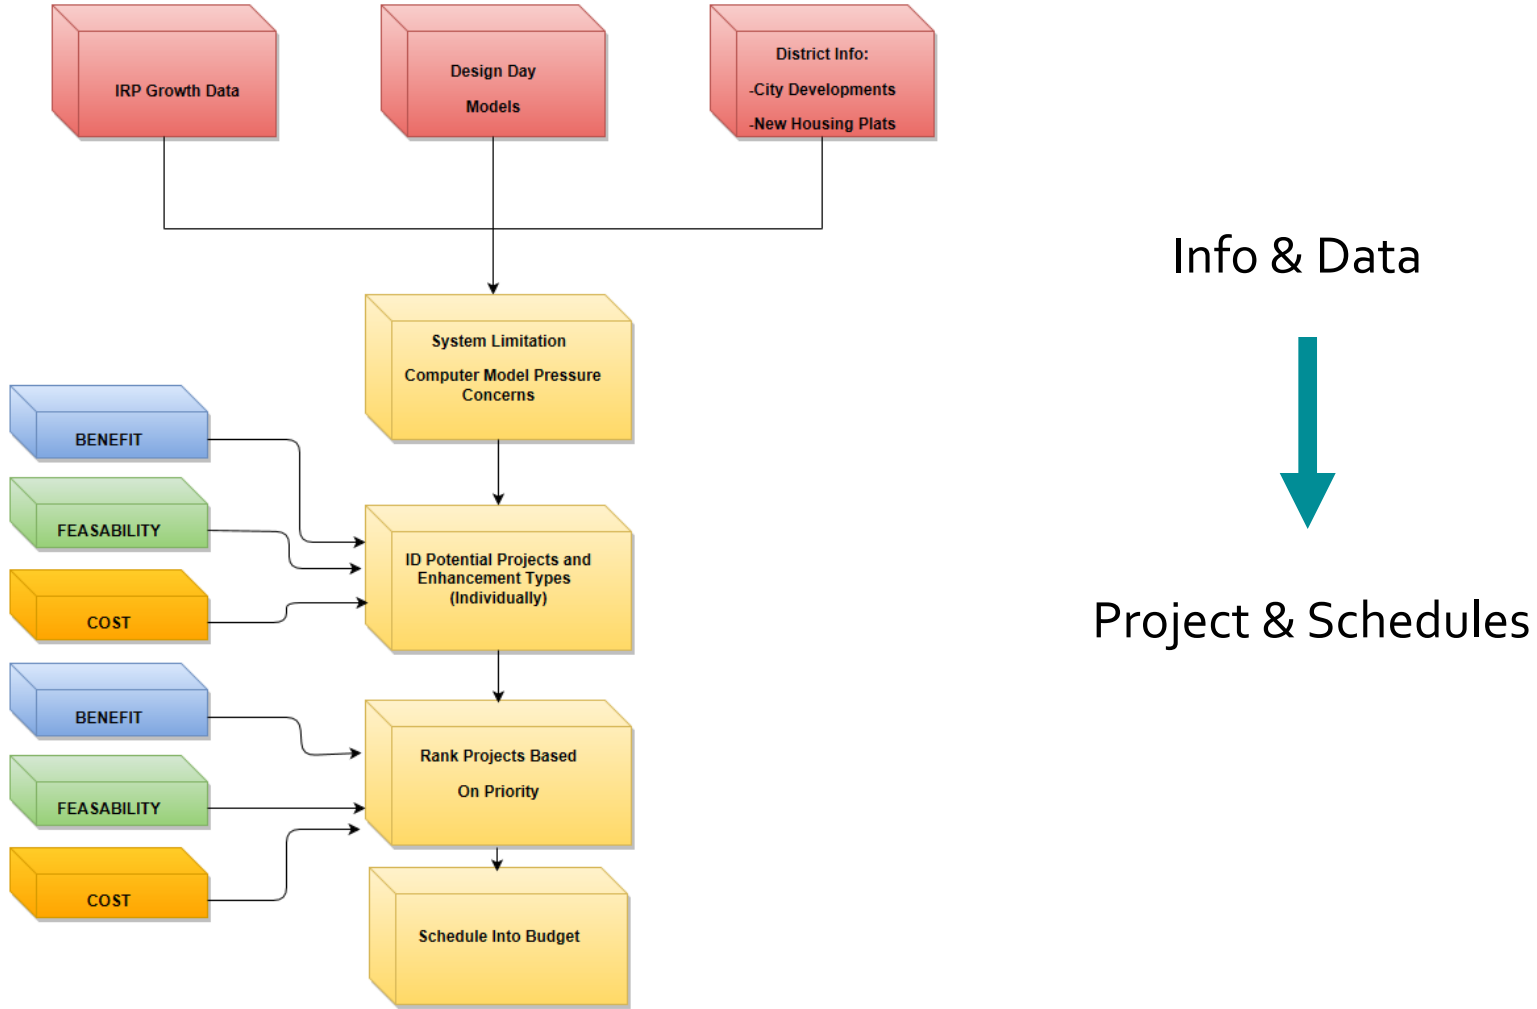 IRP Growth Data
Design Day
Models
District Info:
-City Developments
-New Housing Plats
Info & Data
System Limitation
Computer Model Pressure
Concerns
BENEFIT
FEASABILITY
COST
ID Potential Projects and
Enhancement Types
(Individually)
Project & Schedules
BENEFIT
FEASABILITY
COST
Rank Projects Based
On Priority
Schedule Into Budget